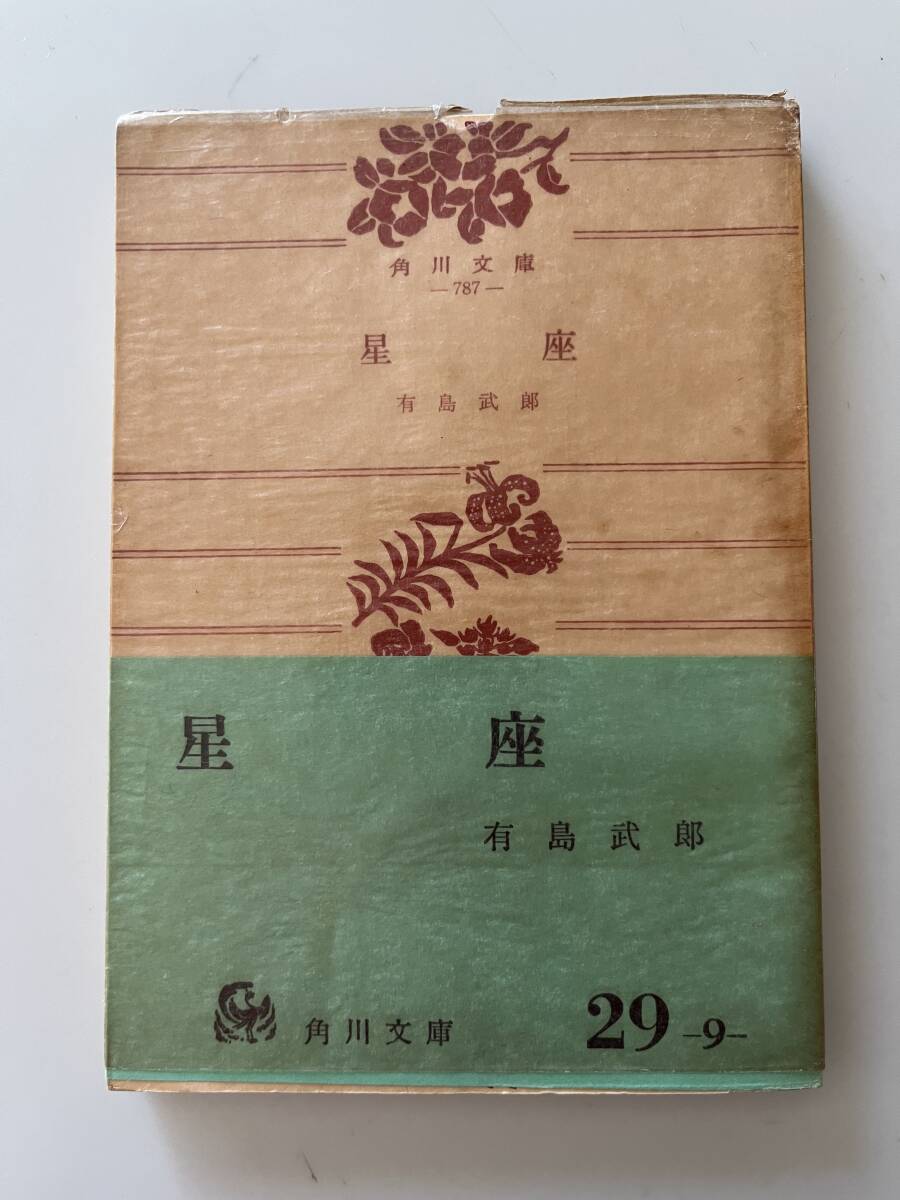 角川文庫
—787—
星座
有島武郎
星座
有島武郎
角川文庫
29 —9—